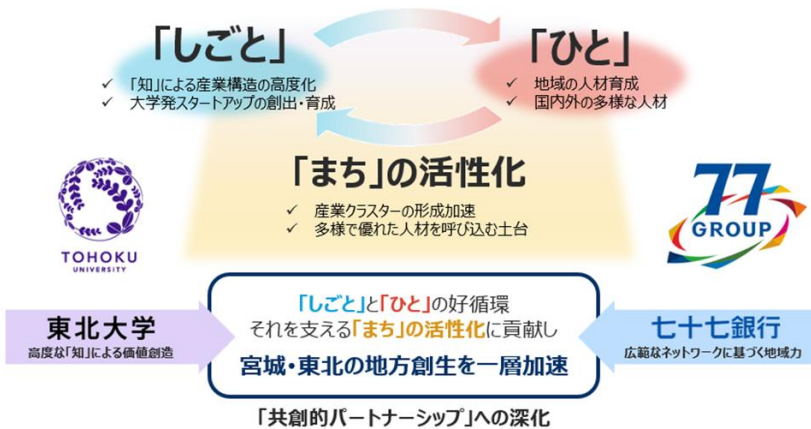 「しごと」
「ひと」
✓ 「知」による産業構造の高度化
✓ 大学発スタートアップの創出・育成
✓ 地域の人材育成
✓ 国内外の多様な人材
「まち」の活性化
✓ 産業クラスターの形成加速
✓ 多様で優れた人材を呼び込む土台
TOHOKU
UNIVERSITY
77
GROUP
東北大学
高度な「知」による価値創造
「しごと」と「ひと」の好循環
それを支える「まち」の活性化に貢献し
宮城・東北の地方創生を一層加速
七十七銀行
広範なネットワークに基づく地域力
「共創的パートナーシップ」への深化